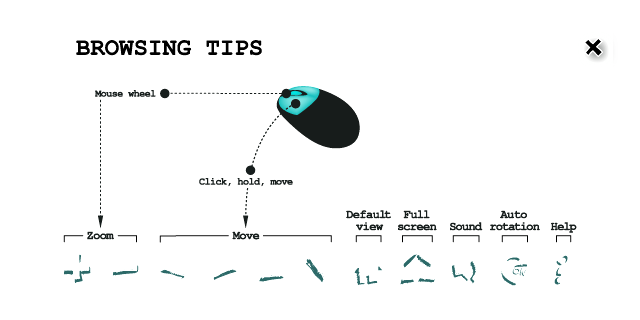 BROWSING TIPS
Mouse wheel
Click, hold, move
Zoom
Move
Default
view
Full
screen
Sound
Auto
rotation
Help